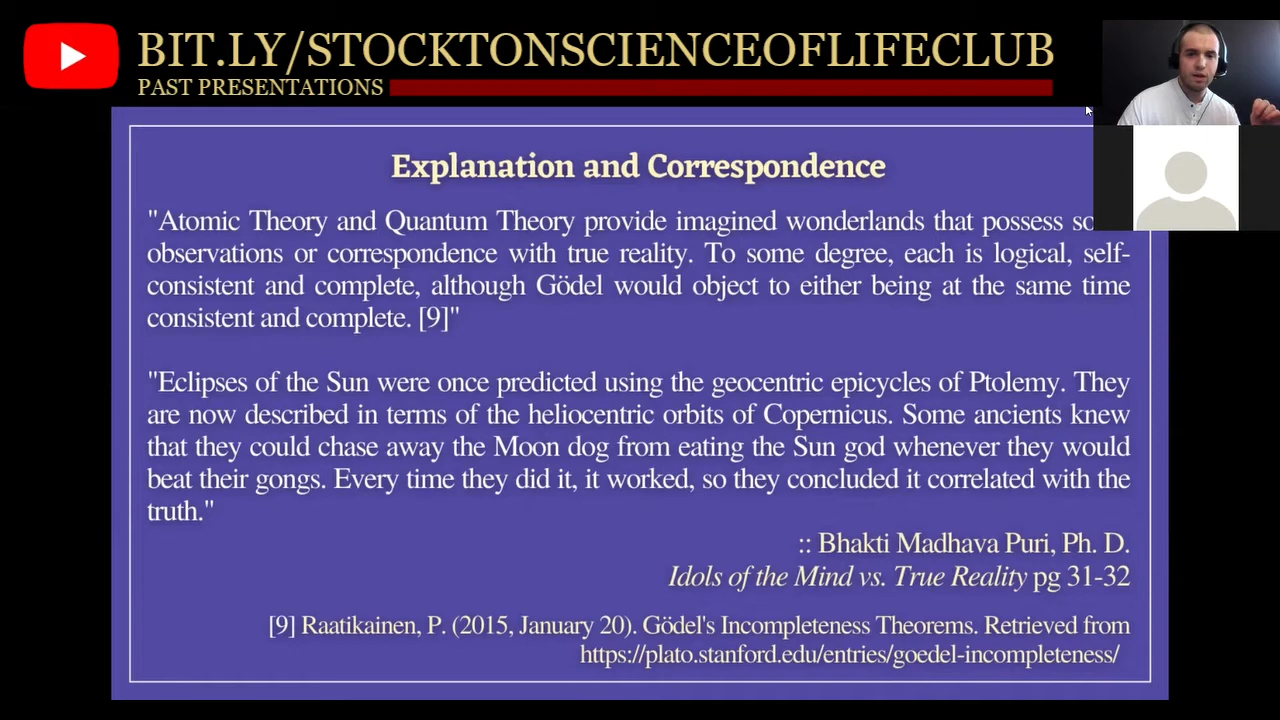 BIT.LY/STOCKTONSCIENCEOFLIFECLUB
PAST PRESENTATIONS
Explanation and Correspondence
"Atomic Theory and Quantum Theory provide imagined wonderlands that possess
observations or correspondence with true reality. To some degree, each is logical, self-
consistent and complete, although Gödel would object to either being at the same time
consistent and complete. [9]"
"Eclipses of the Sun were once predicted using the geocentric epicycles of Ptolemy. They
are now described in terms of the heliocentric orbits of Copernicus. Some ancients knew
that they could chase away the Moon dog from eating the Sun god whenever they would
beat their gongs. Every time they did it, it worked, so they concluded it correlated with the
truth."
:: Bhakti Madhava Puri, Ph. D.
Idols of the Mind vs. True Reality pg 31-32
[9] Raatikainen, P. (2015, January 20). Gödel's Incompleteness Theorems. Retrieved from
https://plato.stanford.edu/entries/goedel-incompleteness/